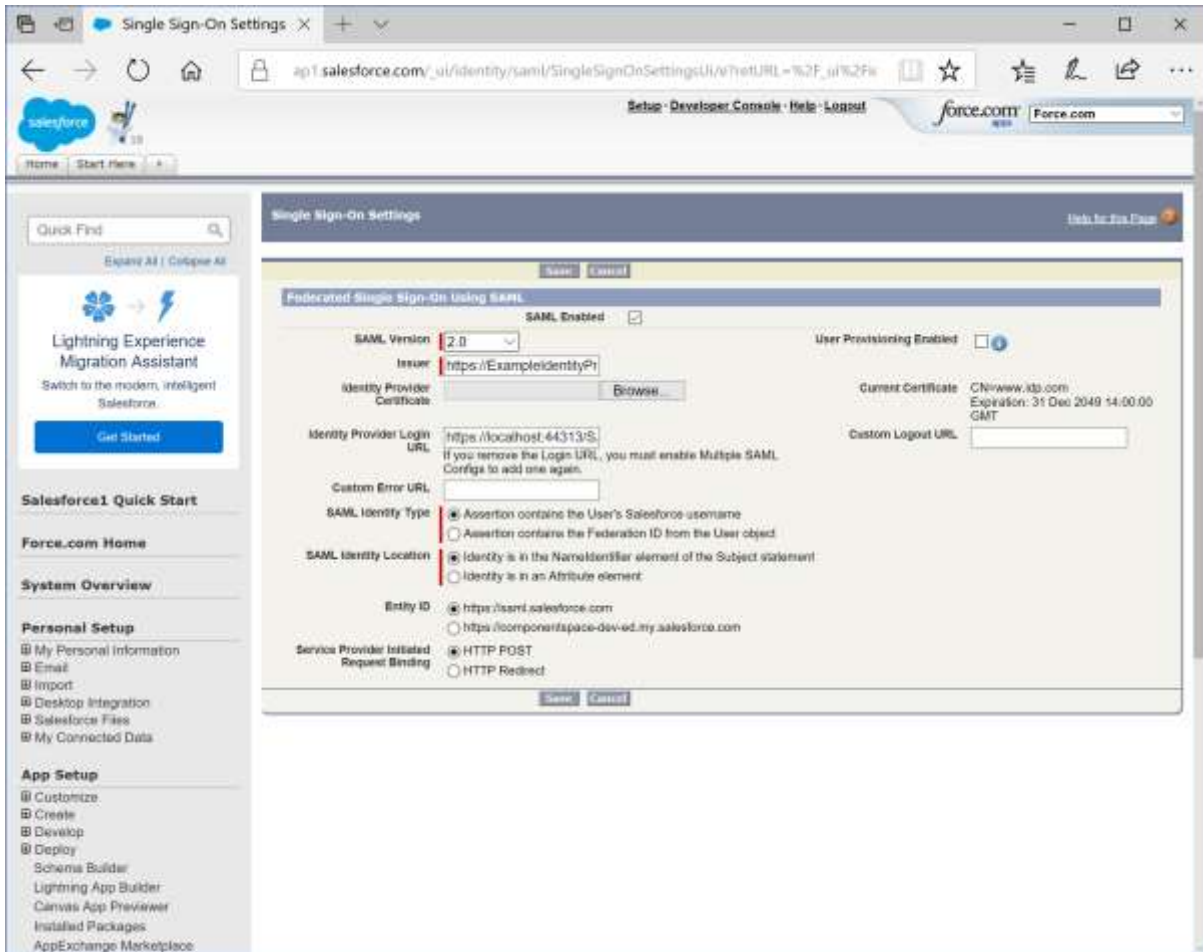 Single Sign-On Settings
ap1.salesforce.com/_ui/identity/saml/SingleSignOnSettingsUi/e?retURL=%2F_ui%2Fi
salesforce
Setup · Developer Console · Help · Logout
force.com
apps
Force.com
Home
Start Here
+
Quick Find
Expand All | Collapse All
Lightning Experience
Migration Assistant
Switch to the modern, intelligent
Salesforce.
Get Started
Salesforce1 Quick Start
Force.com Home
System Overview
Personal Setup
My Personal Information
Email
Import
Desktop Integration
Salesforce Files
My Connected Data
App Setup
Customize
Create
Develop
Deploy
Schema Builder
Lightning App Builder
Canvas App Previewer
Installed Packages
AppExchange Marketplace
Single Sign-On Settings
Help for this Page
Save Cancel
Federated Single Sign-On Using SAML
SAML Enabled
SAML Version 2.0
User Provisioning Enabled
Issuer https://ExampleIdentityPr
Identity Provider
Certificate
Browse...
Current Certificate
CN=www.idp.com
Expiration: 31 Dec 2049 14:00:00
GMT
Identity Provider Login
URL
https://localhost:44313/S
If you remove the Login URL, you must enable Multiple SAML
Configs to add one again.
Custom Logout URL
Custom Error URL
SAML Identity Type
Assertion contains the User's Salesforce username
Assertion contains the Federation ID from the User object
SAML Identity Location
Identity is in the NameIdentifier element of the Subject statement
Identity is in an Attribute element
Entity ID
https://saml.salesforce.com
https://componentspace-dev-ed.my.salesforce.com
Service Provider Initiated
Request Binding
HTTP POST
HTTP Redirect
Save Cancel